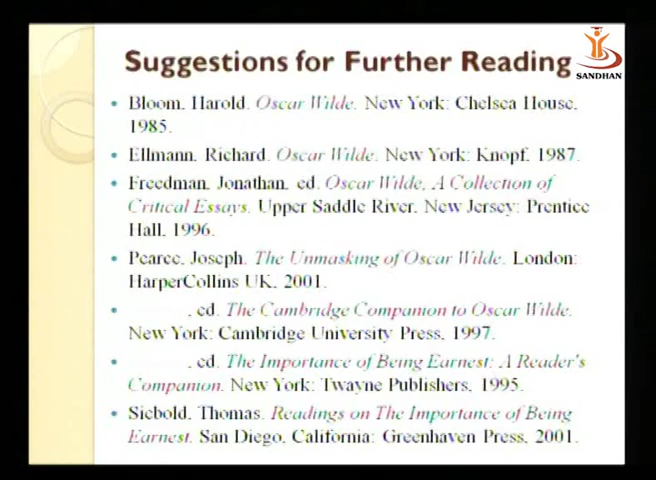 Suggestions for Further Reading
SANDHAN
• Bloom, Harold. Oscar Wilde. New York: Chelsea House,
1985.
• Ellmann, Richard. Oscar Wilde. New York: Knopf, 1987.
• Freedman, Jonathan, ed. Oscar Wilde, A Collection of
Critical Essays. Upper Saddle River, New Jersey: Prentice
Hall, 1996.
• Pearce, Joseph. The Unmasking of Oscar Wilde. London:
HarperCollins UK, 2001.
• , ed. The Cambridge Companion to Oscar Wilde.
New York: Cambridge University Press, 1997.
• , ed. The Importance of Being Earnest: A Reader's
Companion. New York: Twayne Publishers, 1995.
• Siebold, Thomas. Readings on The Importance of Being
Earnest. San Diego, California: Greenhaven Press, 2001.